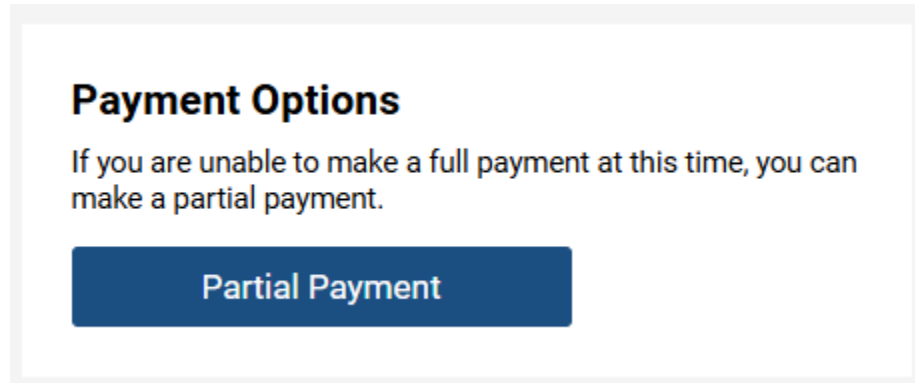 Payment Options
If you are unable to make a full payment at this time, you can
make a partial payment.
Partial Payment